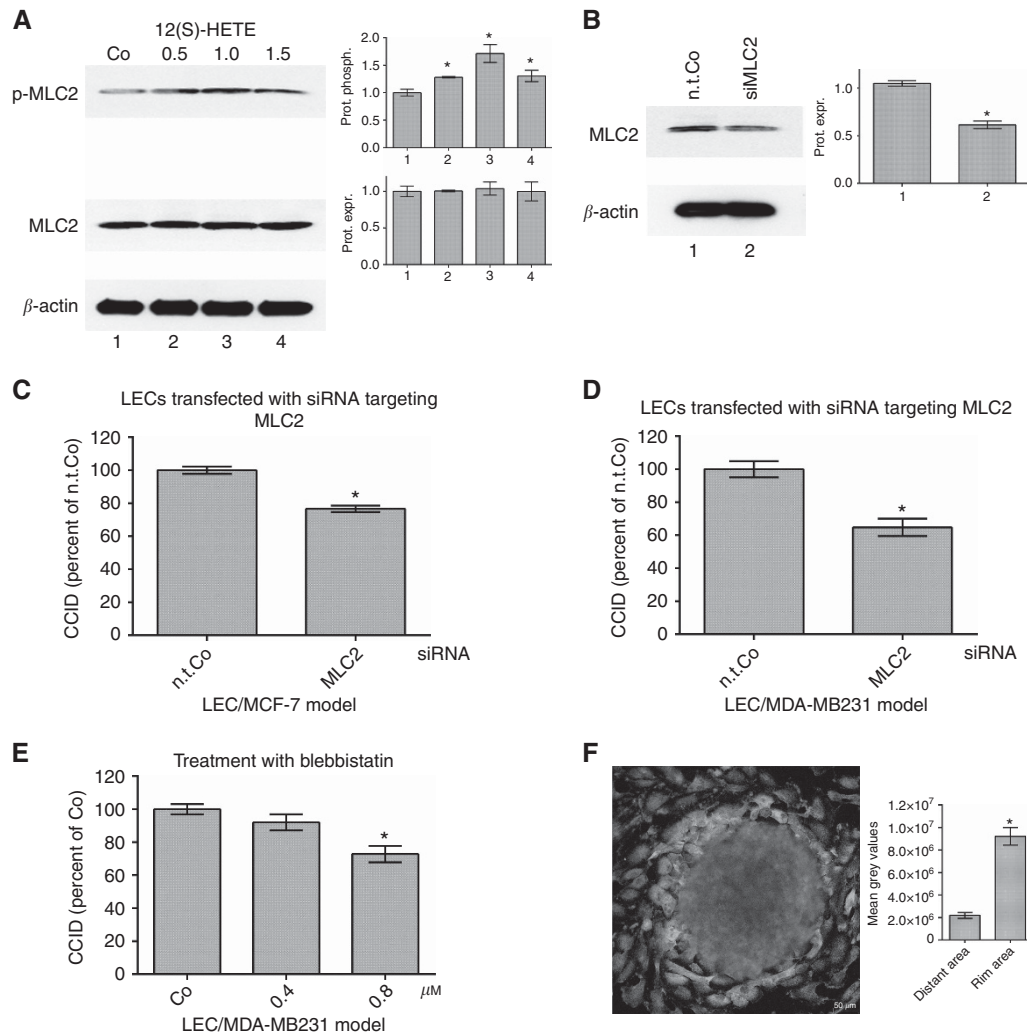 A
12(S)-HETE
Co 0.5 1.0 1.5
p-MLC2
MLC2
β-actin
1 2 3 4
Prot. phosph.
2.0
1.5
1.0
0.5
0.0
* * *
1 2 3 4
Prot. expr.
1.0
0.5
0.0
1 2 3 4
B
n.t.Co siMLC2
MLC2
β-actin
1 2
Prot. expr.
1.0
0.5
0.0
*
1 2
C
LECs transfected with siRNA targeting
MLC2
CCID (percent of n.t.Co)
120
100
80
60
40
20
0
*
n.t.Co MLC2 siRNA
LEC/MCF-7 model
D
LECs transfected with siRNA targeting MLC2
CCID (percent of n.t.Co)
120
100
80
60
40
20
0
*
n.t.Co MLC2 siRNA
LEC/MDA-MB231 model
E
Treatment with blebbistatin
CCID (percent of Co)
120
100
80
60
40
20
0
*
Co 0.4 0.8 μM
LEC/MDA-MB231 model
F
50 μm
Mean grey values
1.2×10⁷
1.0×10⁷
8.0×10⁶
6.0×10⁶
4.0×10⁶
2.0×10⁶
0
*
Distant area Rim area